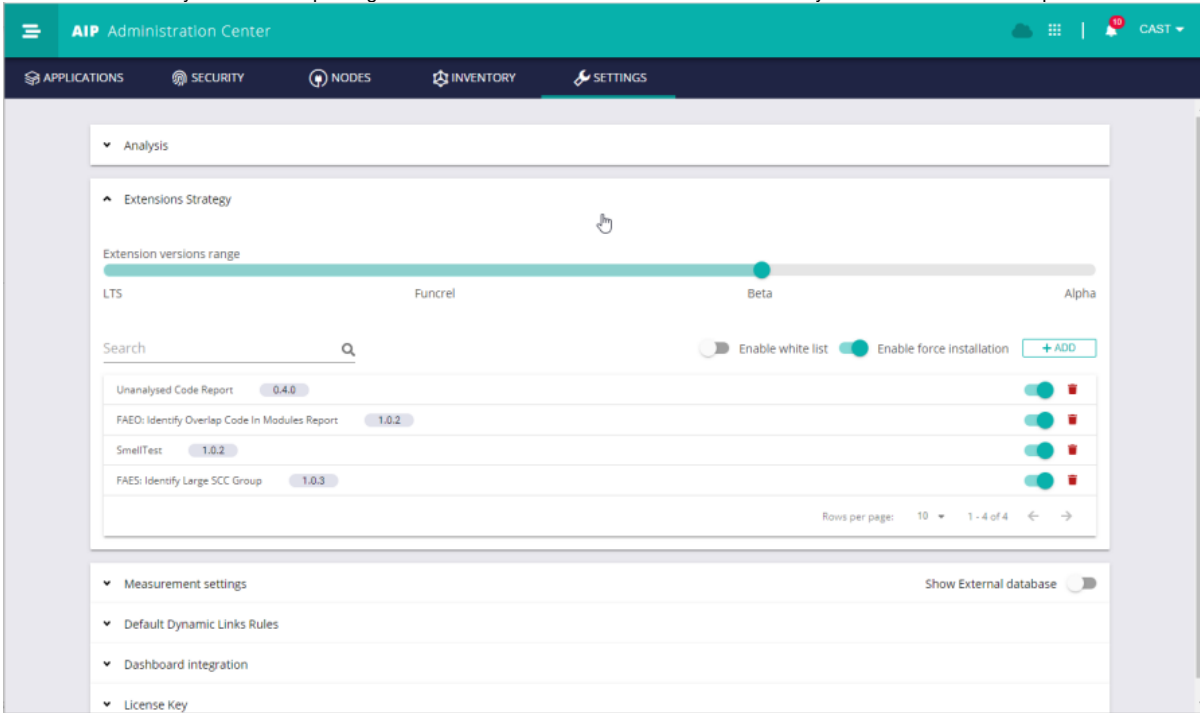 AIP Administration Center
10
CAST
APPLICATIONS SECURITY NODES INVENTORY SETTINGS
Analysis
Extensions Strategy
Extension versions range
LTS Funcrel Beta Alpha
Search Enable white list Enable force installation + ADD
Unanalysed Code Report 0.4.0
FAEO: Identify Overlap Code In Modules Report 1.0.2
SmellTest 1.0.2
FAES: Identify Large SCC Group 1.0.3
Rows per page: 10 1 - 4 of 4
Measurement settings Show External database
Default Dynamic Links Rules
Dashboard integration
License Key